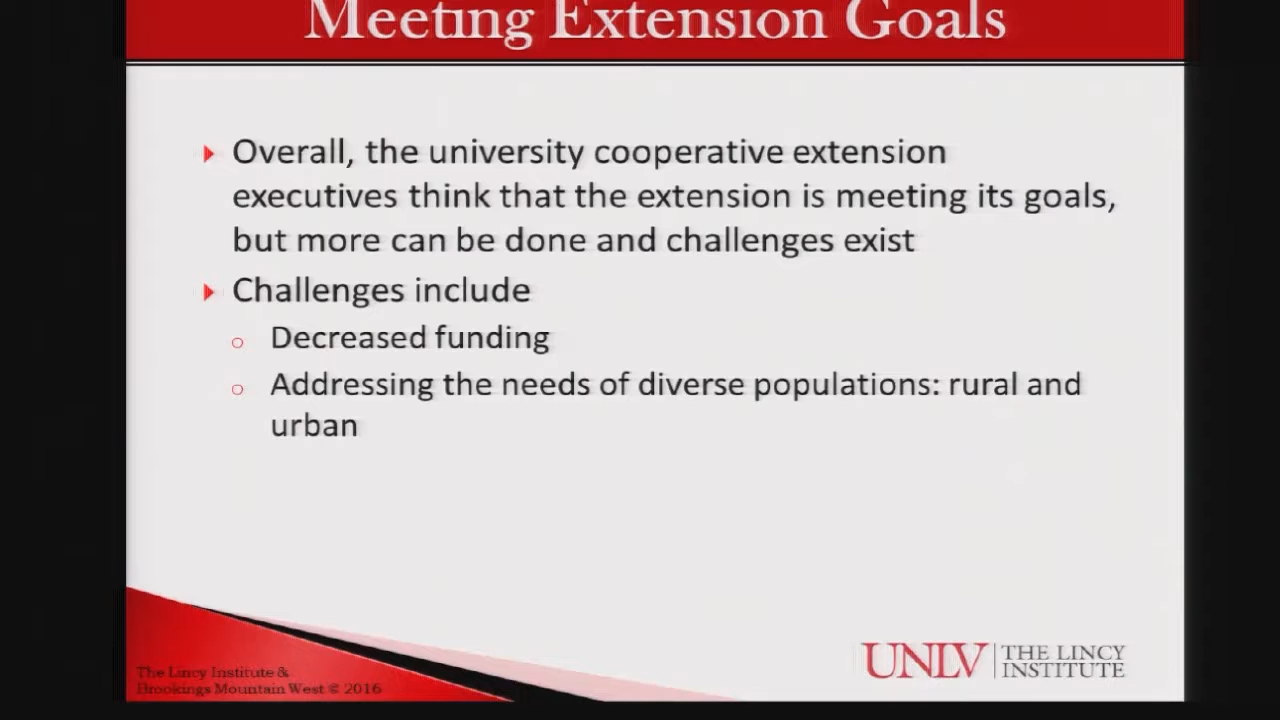 Meeting Extension Goals
Overall, the university cooperative extension
executives think that the extension is meeting its goals,
but more can be done and challenges exist
Challenges include
Decreased funding
Addressing the needs of diverse populations: rural and
urban
The Lincy Institute &
Brookings Mountain West © 2016
UNLV THE LINCY
INSTITUTE